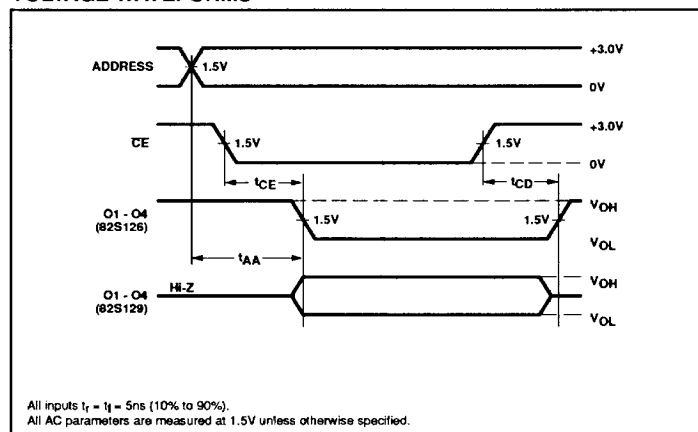 ADDRESS
1.5V
+3.0V
0V
CE
1.5V
1.5V
+3.0V
0V
tCE
tCD
O1 - O4
(82S126)
1.5V
1.5V
VOH
VOL
tAA
O1 - O4
(82S129)
Hi-Z
VOH
VOL
All inputs tr = tf = 5ns (10% to 90%).
All AC parameters are measured at 1.5V unless otherwise specified.